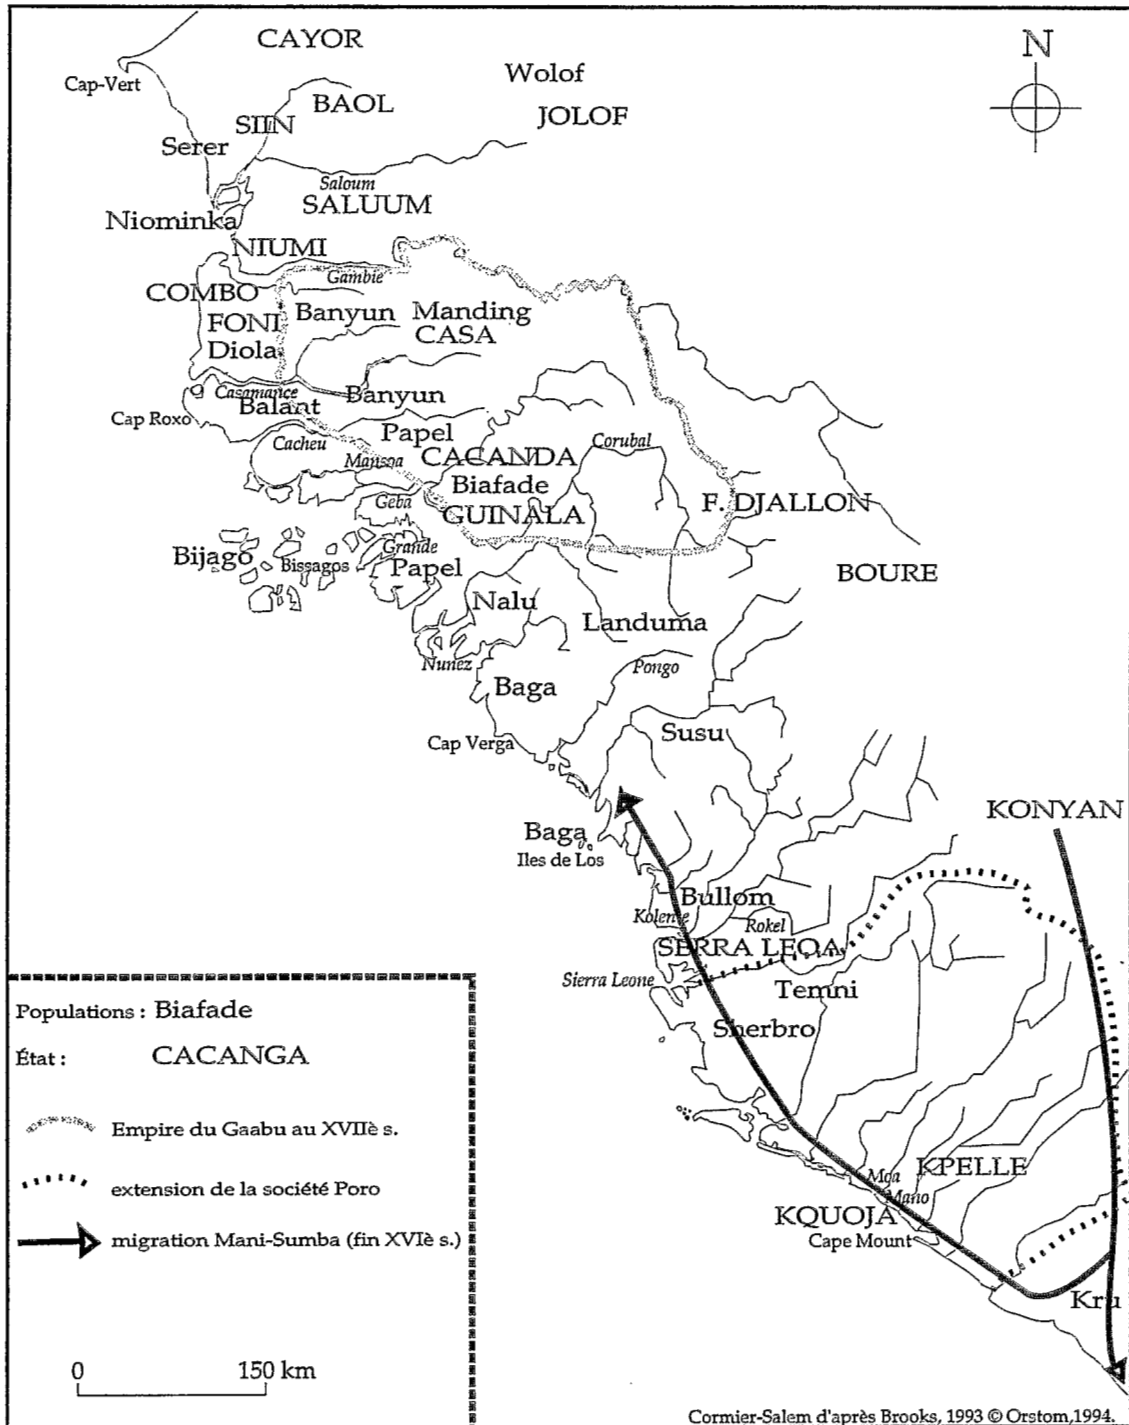 CAYOR
N
Wolof
Cap-Vert
BAOL
JOLOF
SIIN
Serer
Saloum
SALUUM
Niominka
NIUMI
Gambie
COMBO
Banyun
Manding
FONI
CASA
Diola
Casamance
Banyun
Balant
Cap Roxo
Papel
Cacheu
Corubal
Mansoa
CACANDA
Biafade
Geba
F. DJALLON
GUINALA
Grande
Bijago
Bissagos
Papel
BOURE
Nalu
Landuma
Nunez
Pongo
Baga
Susu
Cap Verga
KONYAN
Baga
Iles de Los
Bullom
Kolente
Rokel
SERRA LEOA
Sierra Leone
Temni
Sherbro
KPELLE
Moa
Mano
KQUOJA
Cape Mount
Kru
Populations : Biafade
État : CACANGA
Empire du Gaabu au XVIIè s.
extension de la société Poro
migration Mani-Sumba (fin XVIè s.)
0 150 km
Cormier-Salem d'après Brooks, 1993 © Orstom,1994.